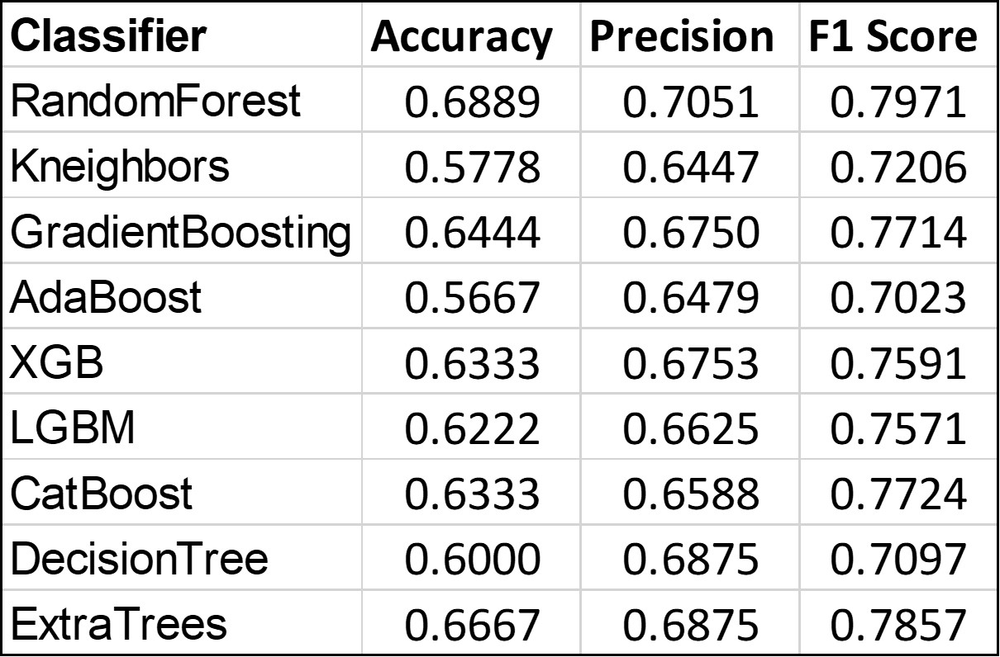 Classifier Accuracy Precision F1 Score
RandomForest 0.6889 0.7051 0.7971
Kneighbors 0.5778 0.6447 0.7206
GradientBoosting 0.6444 0.6750 0.7714
AdaBoost 0.5667 0.6479 0.7023
XGB 0.6333 0.6753 0.7591
LGBM 0.6222 0.6625 0.7571
CatBoost 0.6333 0.6588 0.7724
DecisionTree 0.6000 0.6875 0.7097
ExtraTrees 0.6667 0.6875 0.7857